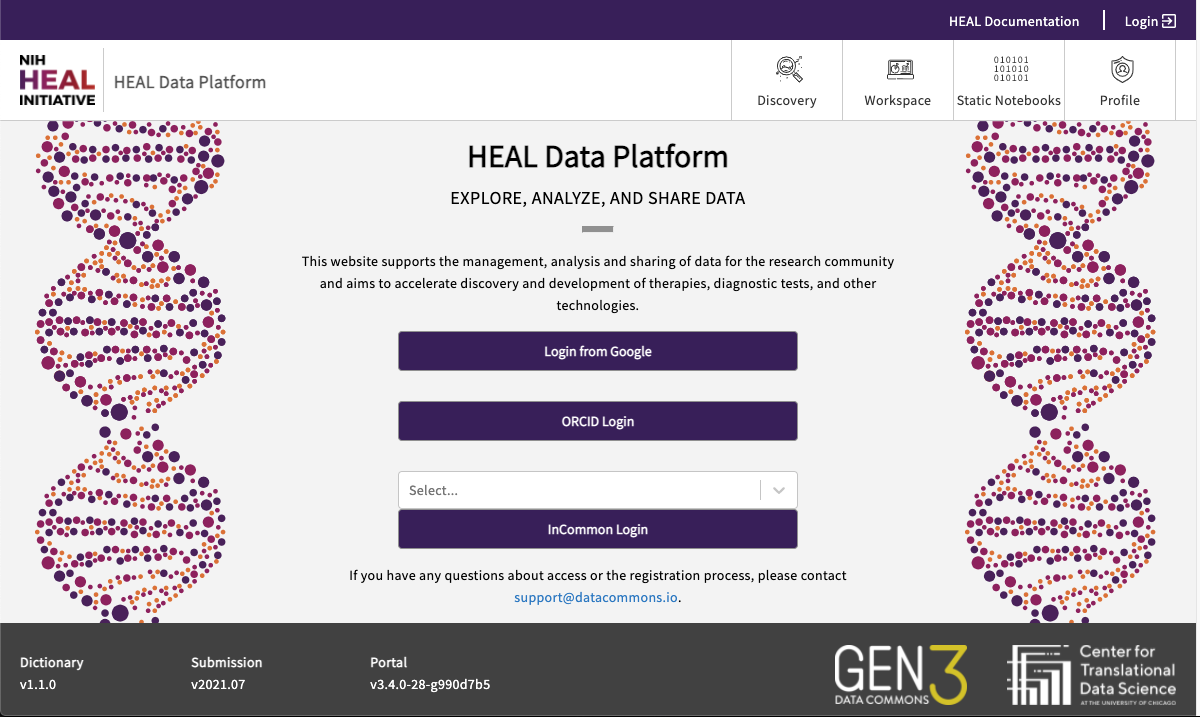 HEAL Documentation
Login
NIH
HEAL
INITIATIVE
HEAL Data Platform
Discovery
Workspace
010101
101010
010101
Static Notebooks
Profile
HEAL Data Platform
EXPLORE, ANALYZE, AND SHARE DATA
This website supports the management, analysis and sharing of data for the research community
and aims to accelerate discovery and development of therapies, diagnostic tests, and other
technologies.
Login from Google
ORCID Login
Select...
InCommon Login
If you have any questions about access or the registration process, please contact
support@datacommons.io.
Dictionary
v1.1.0
Submission
v2021.07
Portal
v3.4.0-28-g990d7b5
GEN3
DATA COMMONS
Center for
Translational
Data Science
AT THE UNIVERSITY OF CHICAGO